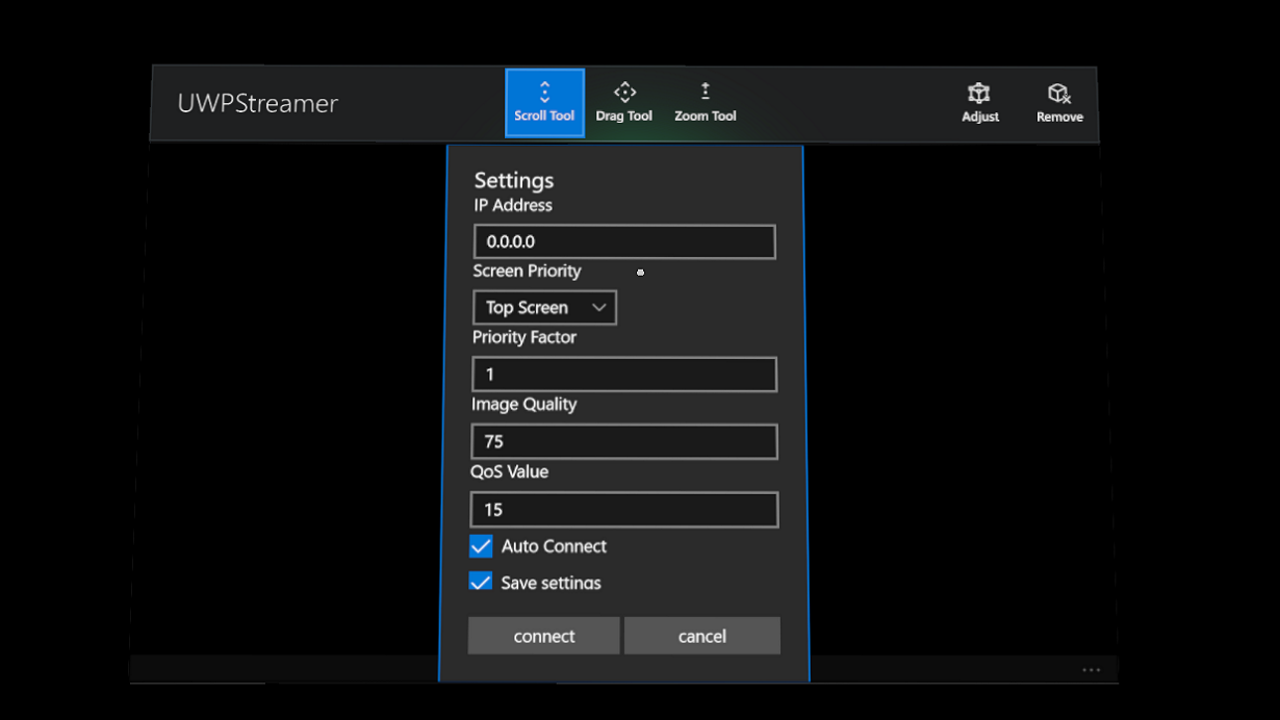 UWPStreamer
Scroll Tool
Drag Tool
Zoom Tool
Adjust
Remove
Settings
IP Address
0.0.0.0
Screen Priority
Top Screen
Priority Factor
1
Image Quality
75
QoS Value
15
Auto Connect
Save settings
connect
cancel